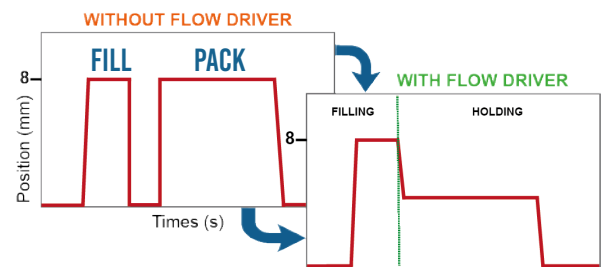 WITHOUT FLOW DRIVER
FILL PACK
8
Position (mm)
Times (s)
WITH FLOW DRIVER
FILLING HOLDING
8